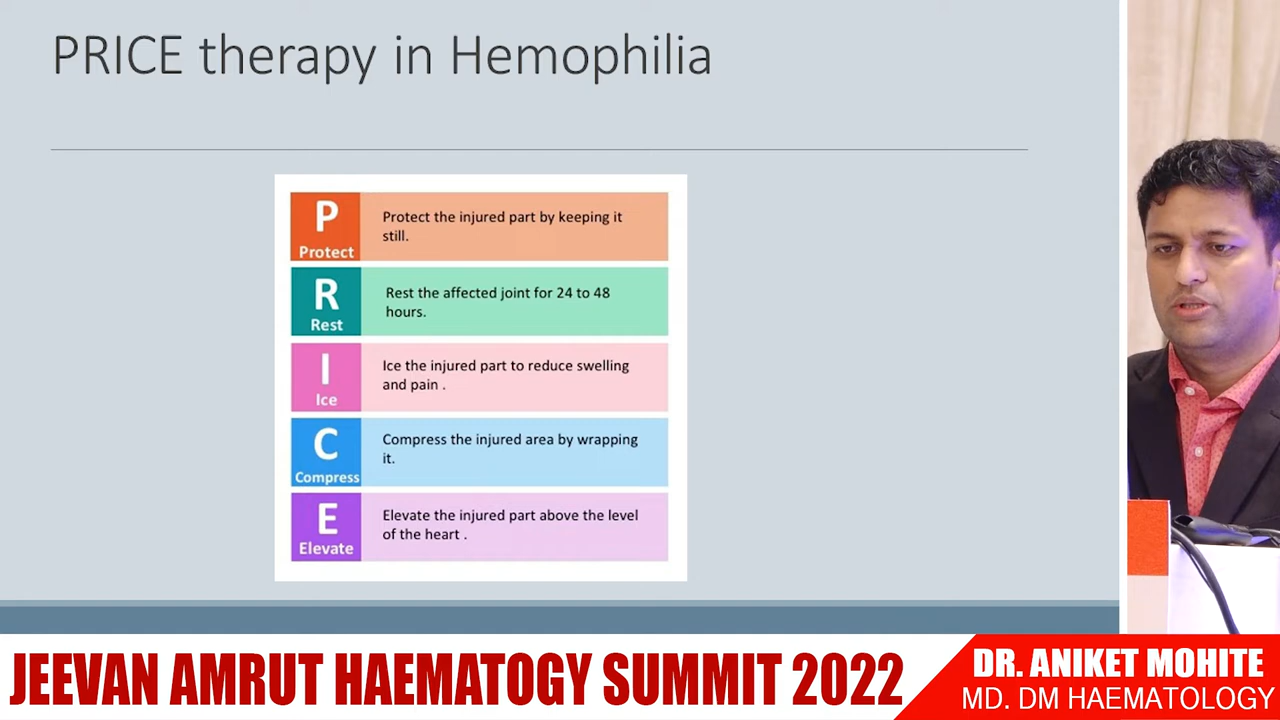 PRICE therapy in Hemophilia
P
Protect
Protect the injured part by keeping it
still.
R
Rest
Rest the affected joint for 24 to 48
hours.
I
Ice
Ice the injured part to reduce swelling
and pain .
C
Compress
Compress the injured area by wrapping
it.
E
Elevate
Elevate the injured part above the level
of the heart .
JEEVAN AMRUT HAEMATOGY SUMMIT 2022
DR. ANIKET MOHITE
MD. DM HAEMATOLOGY